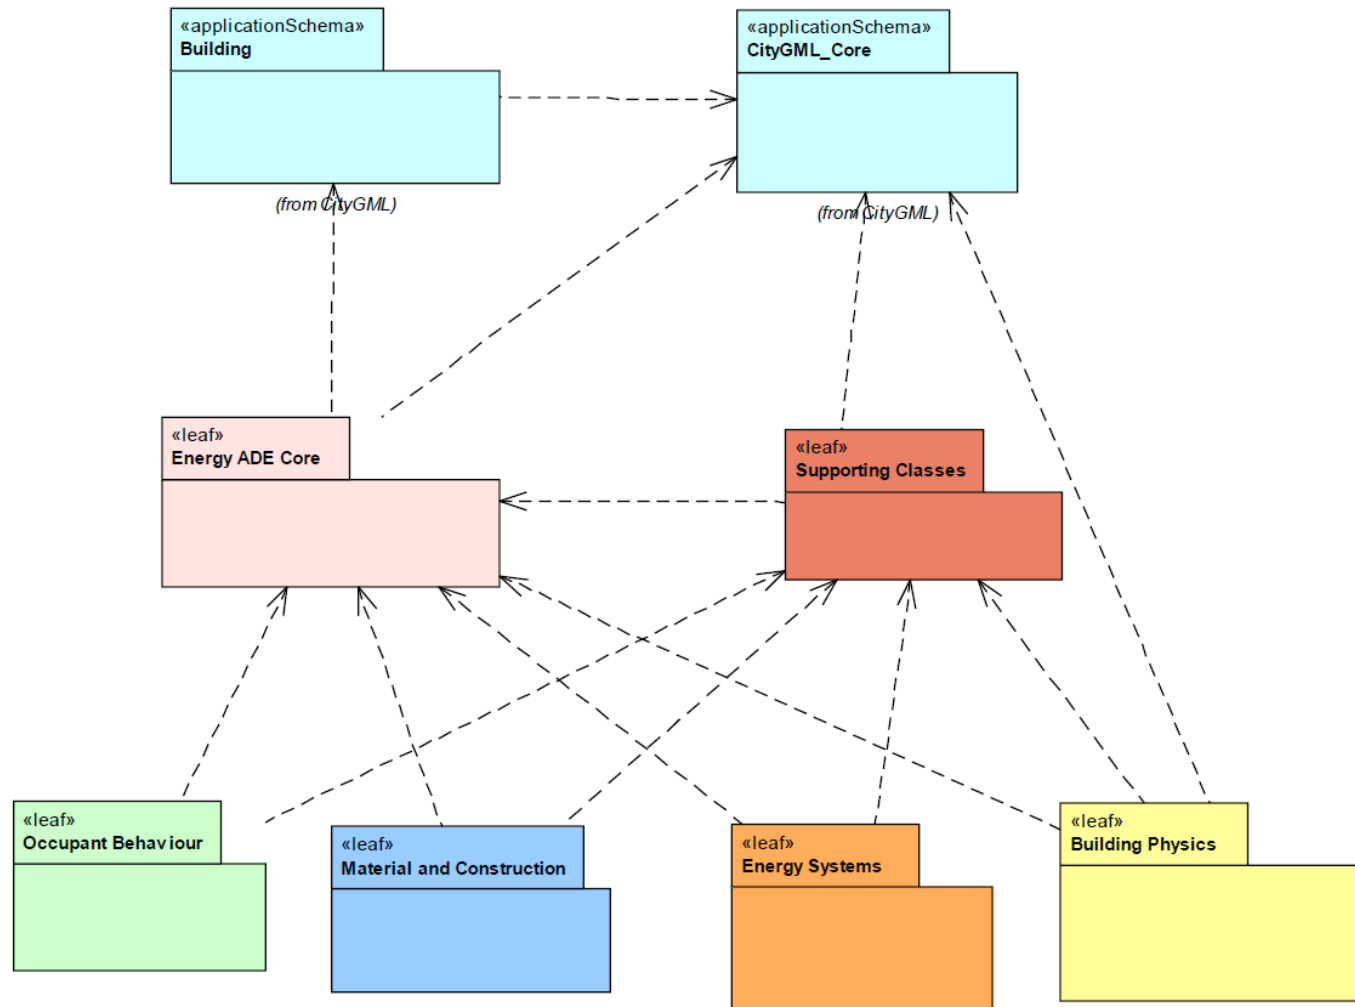 «applicationSchema»
Building
«applicationSchema»
CityGML_Core
(from CityGML)
(from CityGML)
«leaf»
Energy ADE Core
«leaf»
Supporting Classes
«leaf»
Occupant Behaviour
«leaf»
Material and Construction
«leaf»
Energy Systems
«leaf»
Building Physics